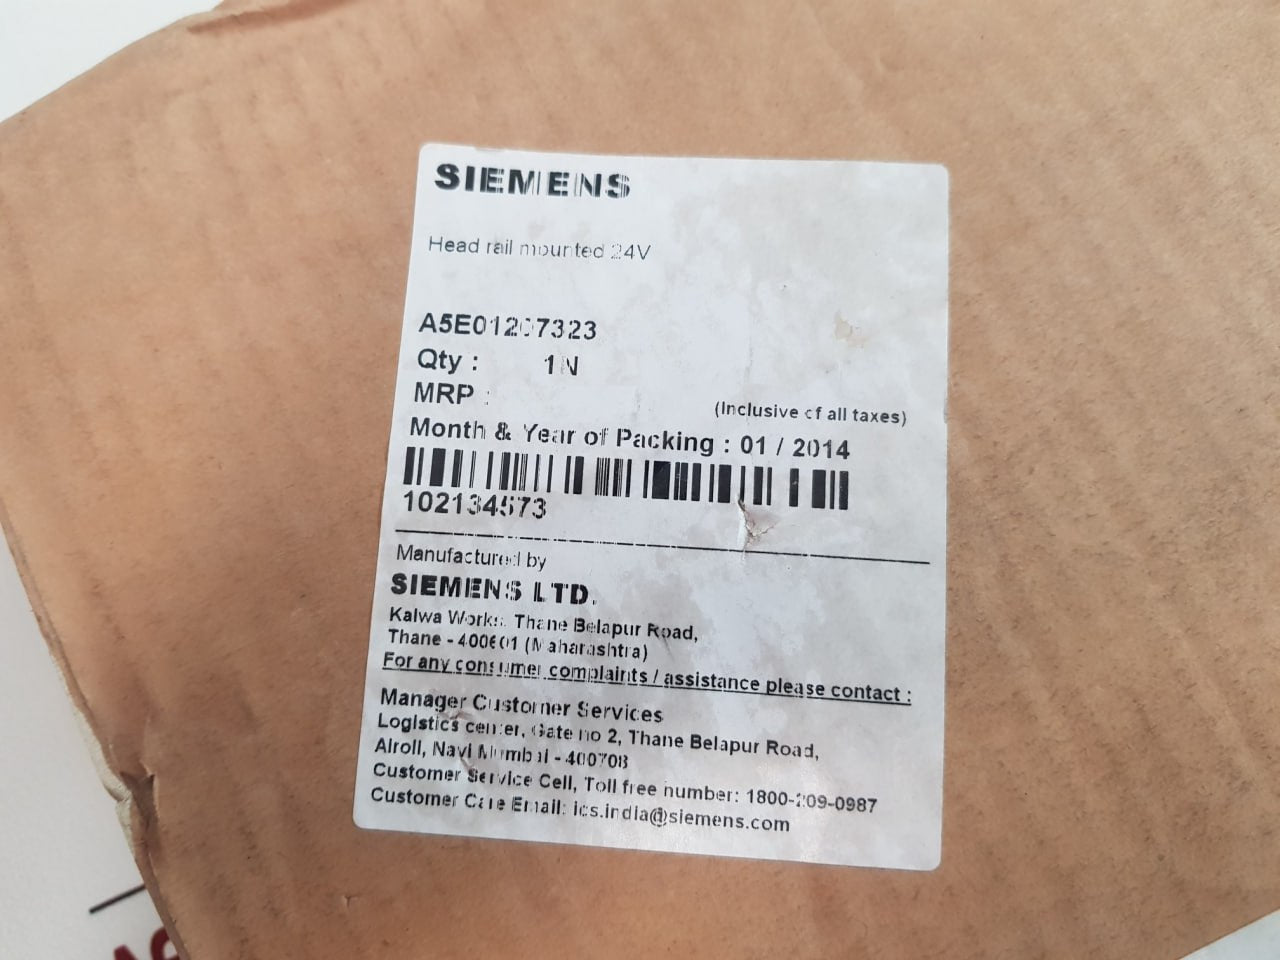 SIEMENS
Head rail mounted 24V
A5E01207323
Qty : 1 N
MRP :
(Inclusive of all taxes)
Month & Year of Packing : 01 / 2014
102134573
Manufactured by
SIEMENS LTD.
Kalwa Works. Thane Belapur Road,
Thane - 400601 (Maharashtra)
For any consumer complaints / assistance please contact :
Manager Customer Services
Logistics center, Gate no 2, Thane Belapur Road,
Airoli, Navi Mumbai - 400708
Customer Service Cell, Toll free number: 1800-209-0987
Customer Care Email: ics.india@siemens.com